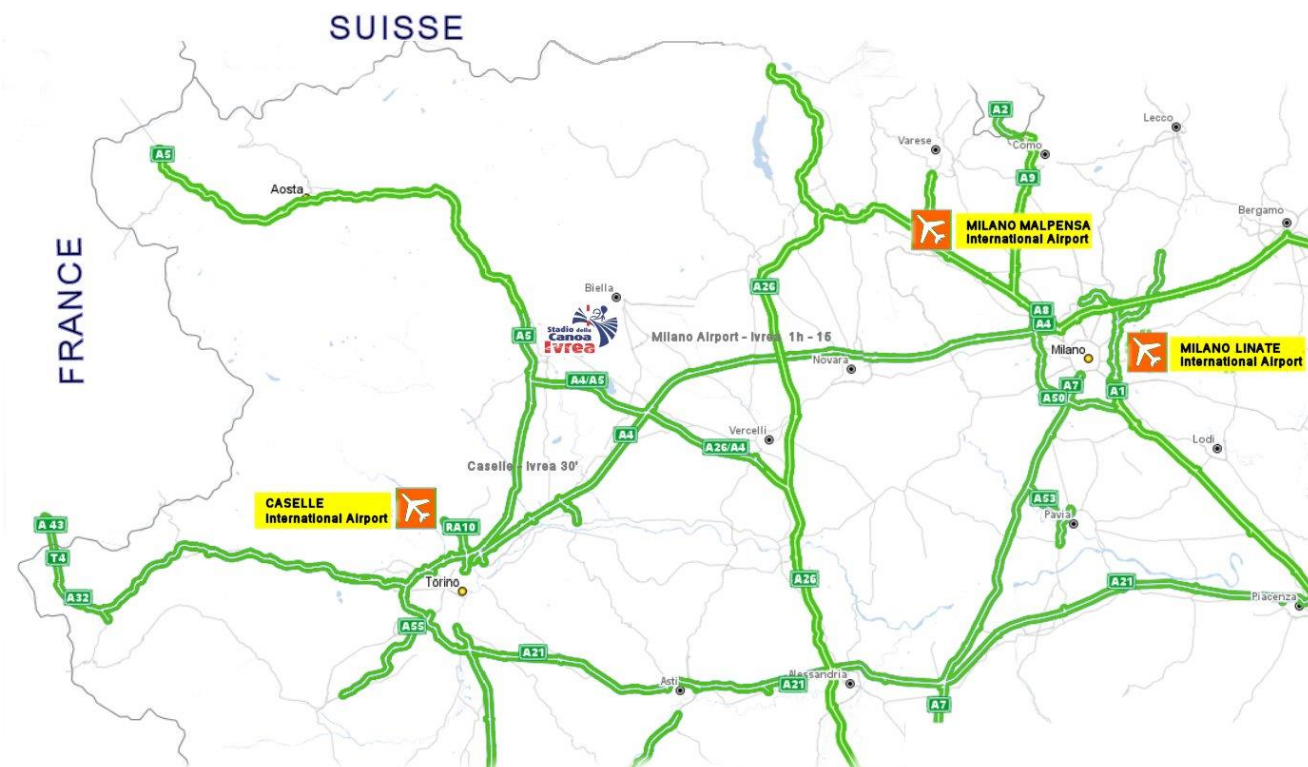 SUISSE
A2
Lecco
Varese
Como
A5
A9
Aosta
Bergamo
MILANO MALPENSA
International Airport
FRANCE
A26
Biella
Stadio della
Canoa
Ivrea
A8
A4
A5
Milano Airport - Ivrea 1h - 15
Milano
MILANO LINATE
International Airport
Novara
A4/A5
A7
A50
A1
A4
Vercelli
A26/A4
Lodi
Caselle - Ivrea 30'
A53
CASELLE
International Airport
Pavia
A 43
RA10
T4
Torino
A26
A21
A32
Piacenza
A55
A21
Asti
Alessandria
A21
A7